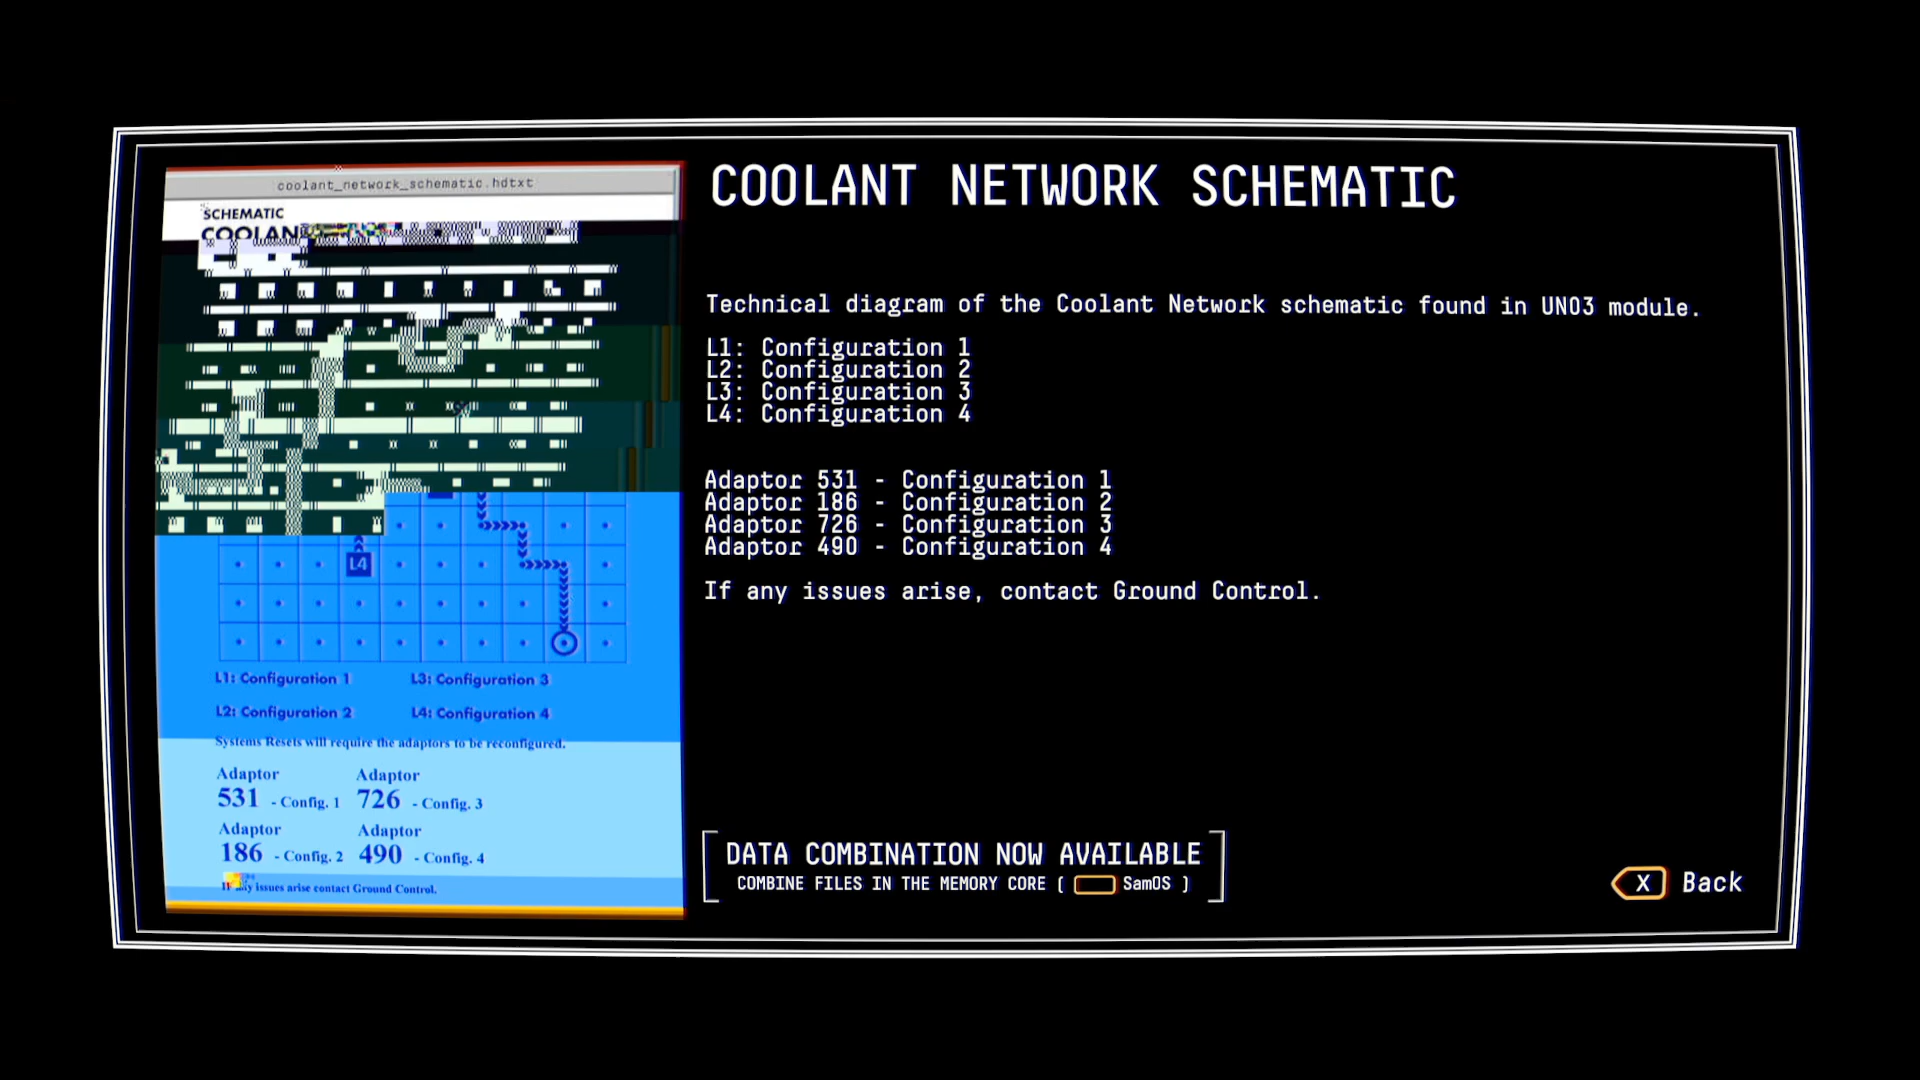 coolant_network_schematic.hdtxt
SCHEMATIC
L4
L1: Configuration 1
L3: Configuration 3
L2: Configuration 2
L4: Configuration 4
Systems Resets will require the adaptors to be reconfigured.
Adaptor
531 - Config. 1
Adaptor
726 - Config. 3
Adaptor
186 - Config. 2
Adaptor
490 - Config. 4
issues arise contact Ground Control.
COOLANT NETWORK SCHEMATIC
Technical diagram of the Coolant Network schematic found in UNO3 module.
L1: Configuration 1
L2: Configuration 2
L3: Configuration 3
L4: Configuration 4
Adaptor 531 - Configuration 1
Adaptor 186 - Configuration 2
Adaptor 726 - Configuration 3
Adaptor 490 - Configuration 4
If any issues arise, contact Ground Control.
DATA COMBINATION NOW AVAILABLE
COMBINE FILES IN THE MEMORY CORE [ SamOS ]
X Back